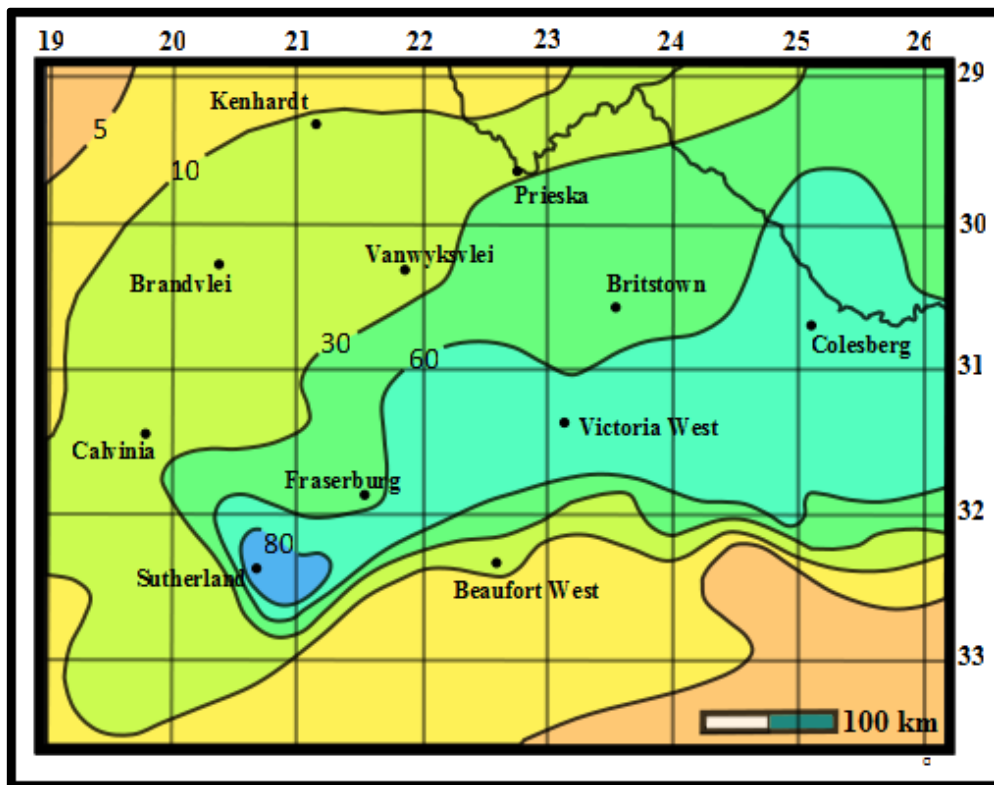 19 20 21 22 23 24 25 26
29
Kenhardt
5
10
Prieska
30
Vanwyksvlei
Brandvlei
Britstown
30
Colesberg
60
31
Victoria West
Calvinia
Fraserburg
32
80
Sutherland
Beaufort West
33
100 km